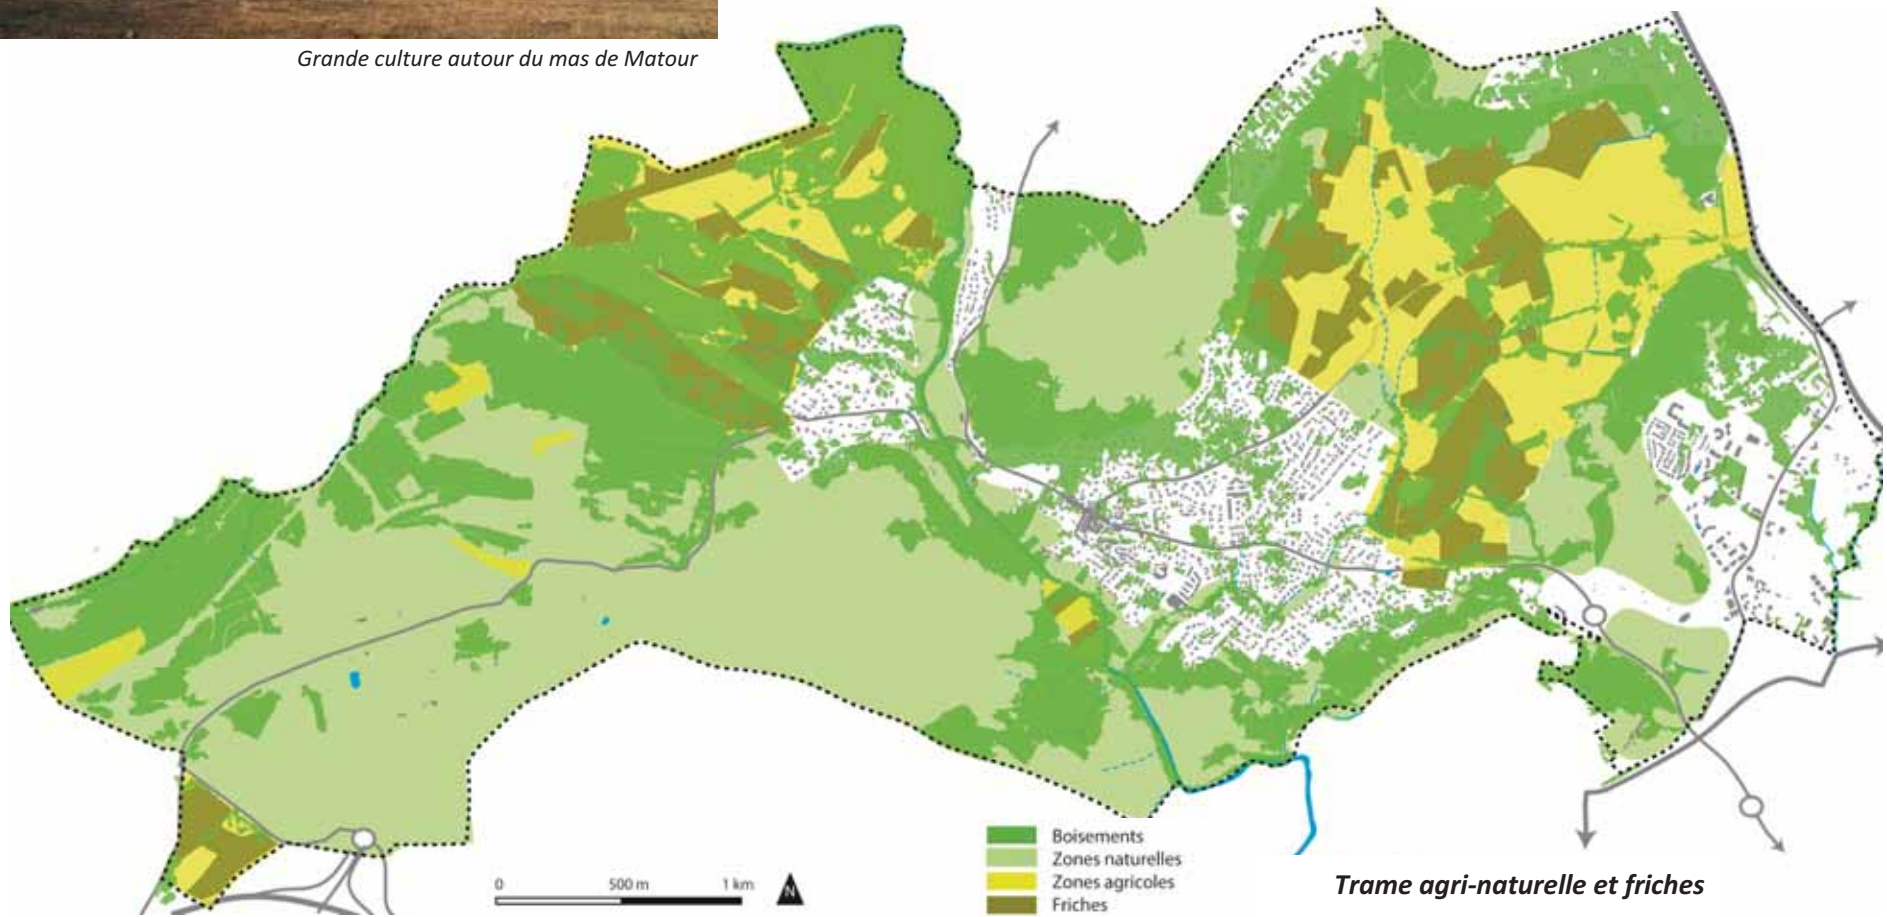 Grande culture autour du mas de Matour
Boisements
Zones naturelles
Zones agricoles
Friches
0 500 m 1 km
N
Trame agri-naturelle et friches